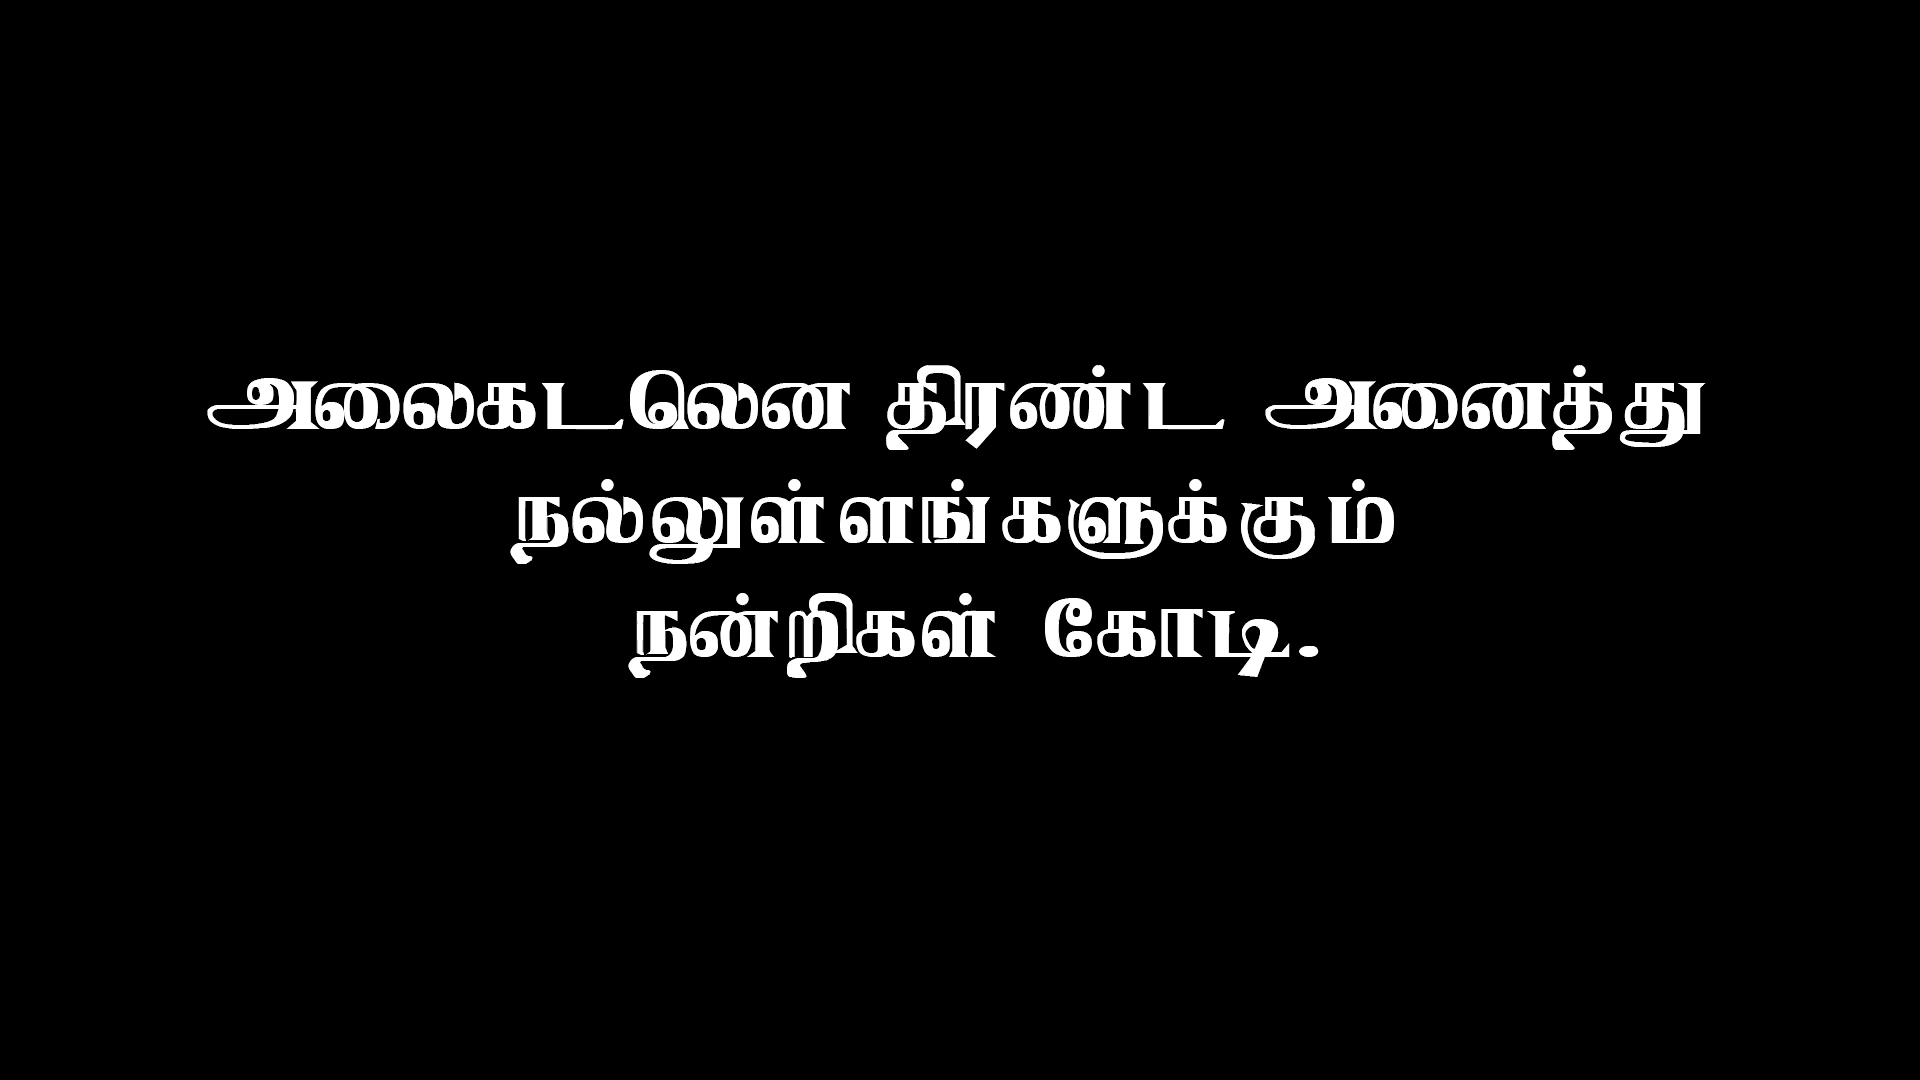 அலைகடலென திரண்ட அனைத்து
நல்லுள்ளங்களுக்கும்
நன்றிகள் கோடி.